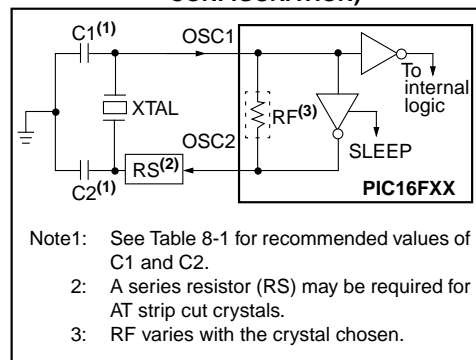 C1(1)
OSC1
To
internal
logic
XTAL
RF(3)
OSC2
SLEEP
RS(2)
C2(1)
PIC16FXX
Note1: See Table 8-1 for recommended values of
C1 and C2.
2: A series resistor (RS) may be required for
AT strip cut crystals.
3: RF varies with the crystal chosen.